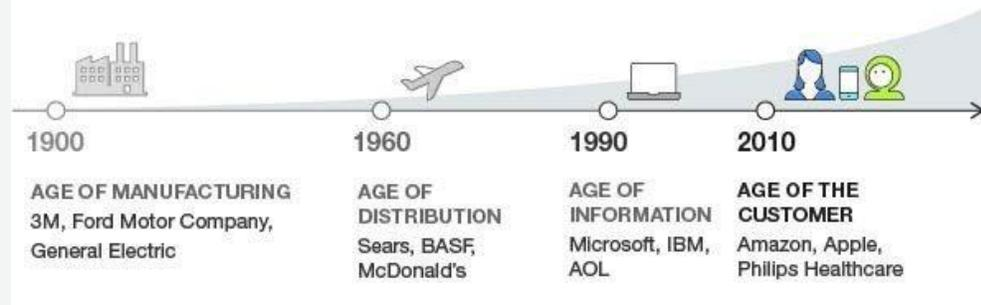 1900
AGE OF MANUFACTURING
3M, Ford Motor Company,
General Electric
1960
AGE OF
DISTRIBUTION
Sears, BASF,
McDonald's
1990
AGE OF
INFORMATION
Microsoft, IBM,
AOL
2010
AGE OF THE
CUSTOMER
Amazon, Apple,
Philips Healthcare